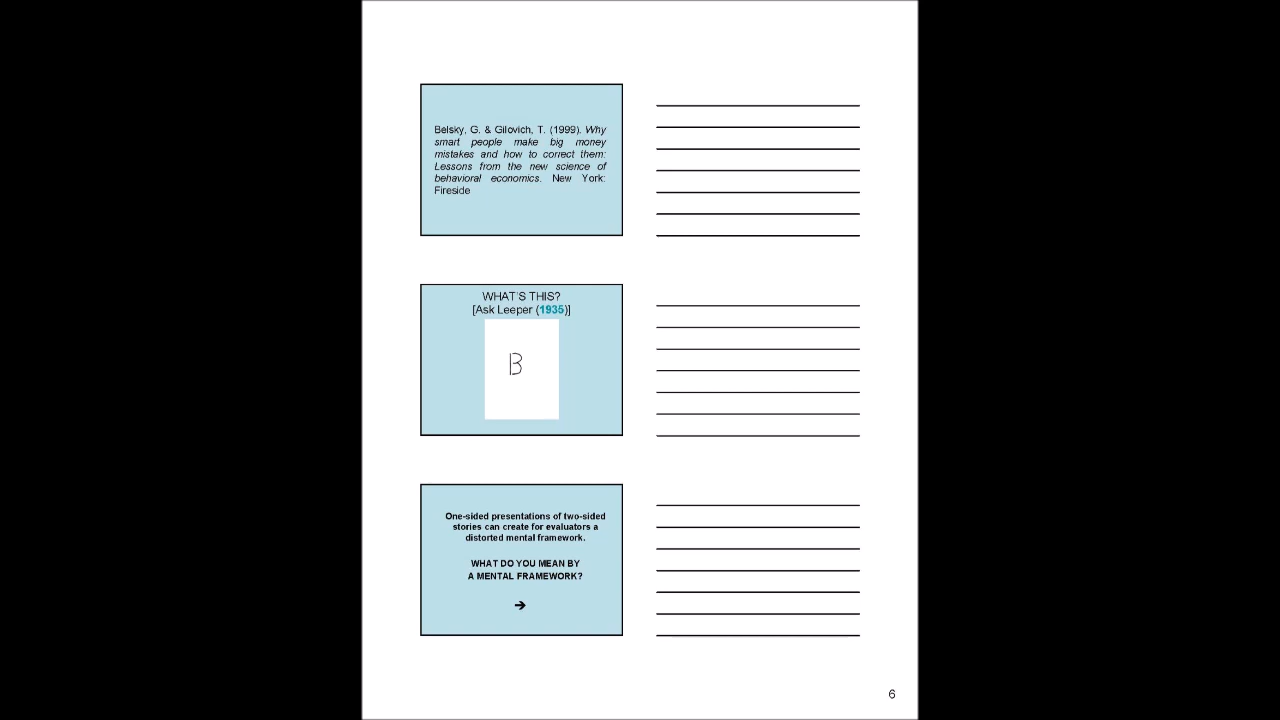 Belsky, G. & Gilovich, T. (1999). Why
smart people make big money
mistakes and how to correct them:
Lessons from the new science of
behavioral economics. New York:
Fireside
WHAT'S THIS?
[Ask Leeper (1935)]
B
One-sided presentations of two-sided
stories can create for evaluators a
distorted mental framework.
WHAT DO YOU MEAN BY
A MENTAL FRAMEWORK?
➔
6